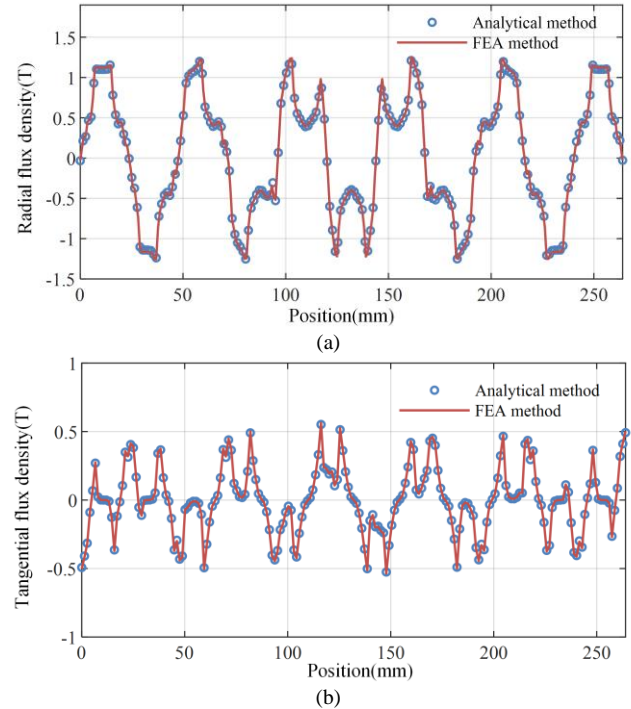 Analytical method
FEA method
Radial flux density(T)
1.5
1
0.5
0
-0.5
-1
-1.5
0 50 100 150 200 250
Position(mm)
(a)
Analytical method
FEA method
Tangential flux density(T)
1
0.5
0
-0.5
-1
0 50 100 150 200 250
Position(mm)
(b)